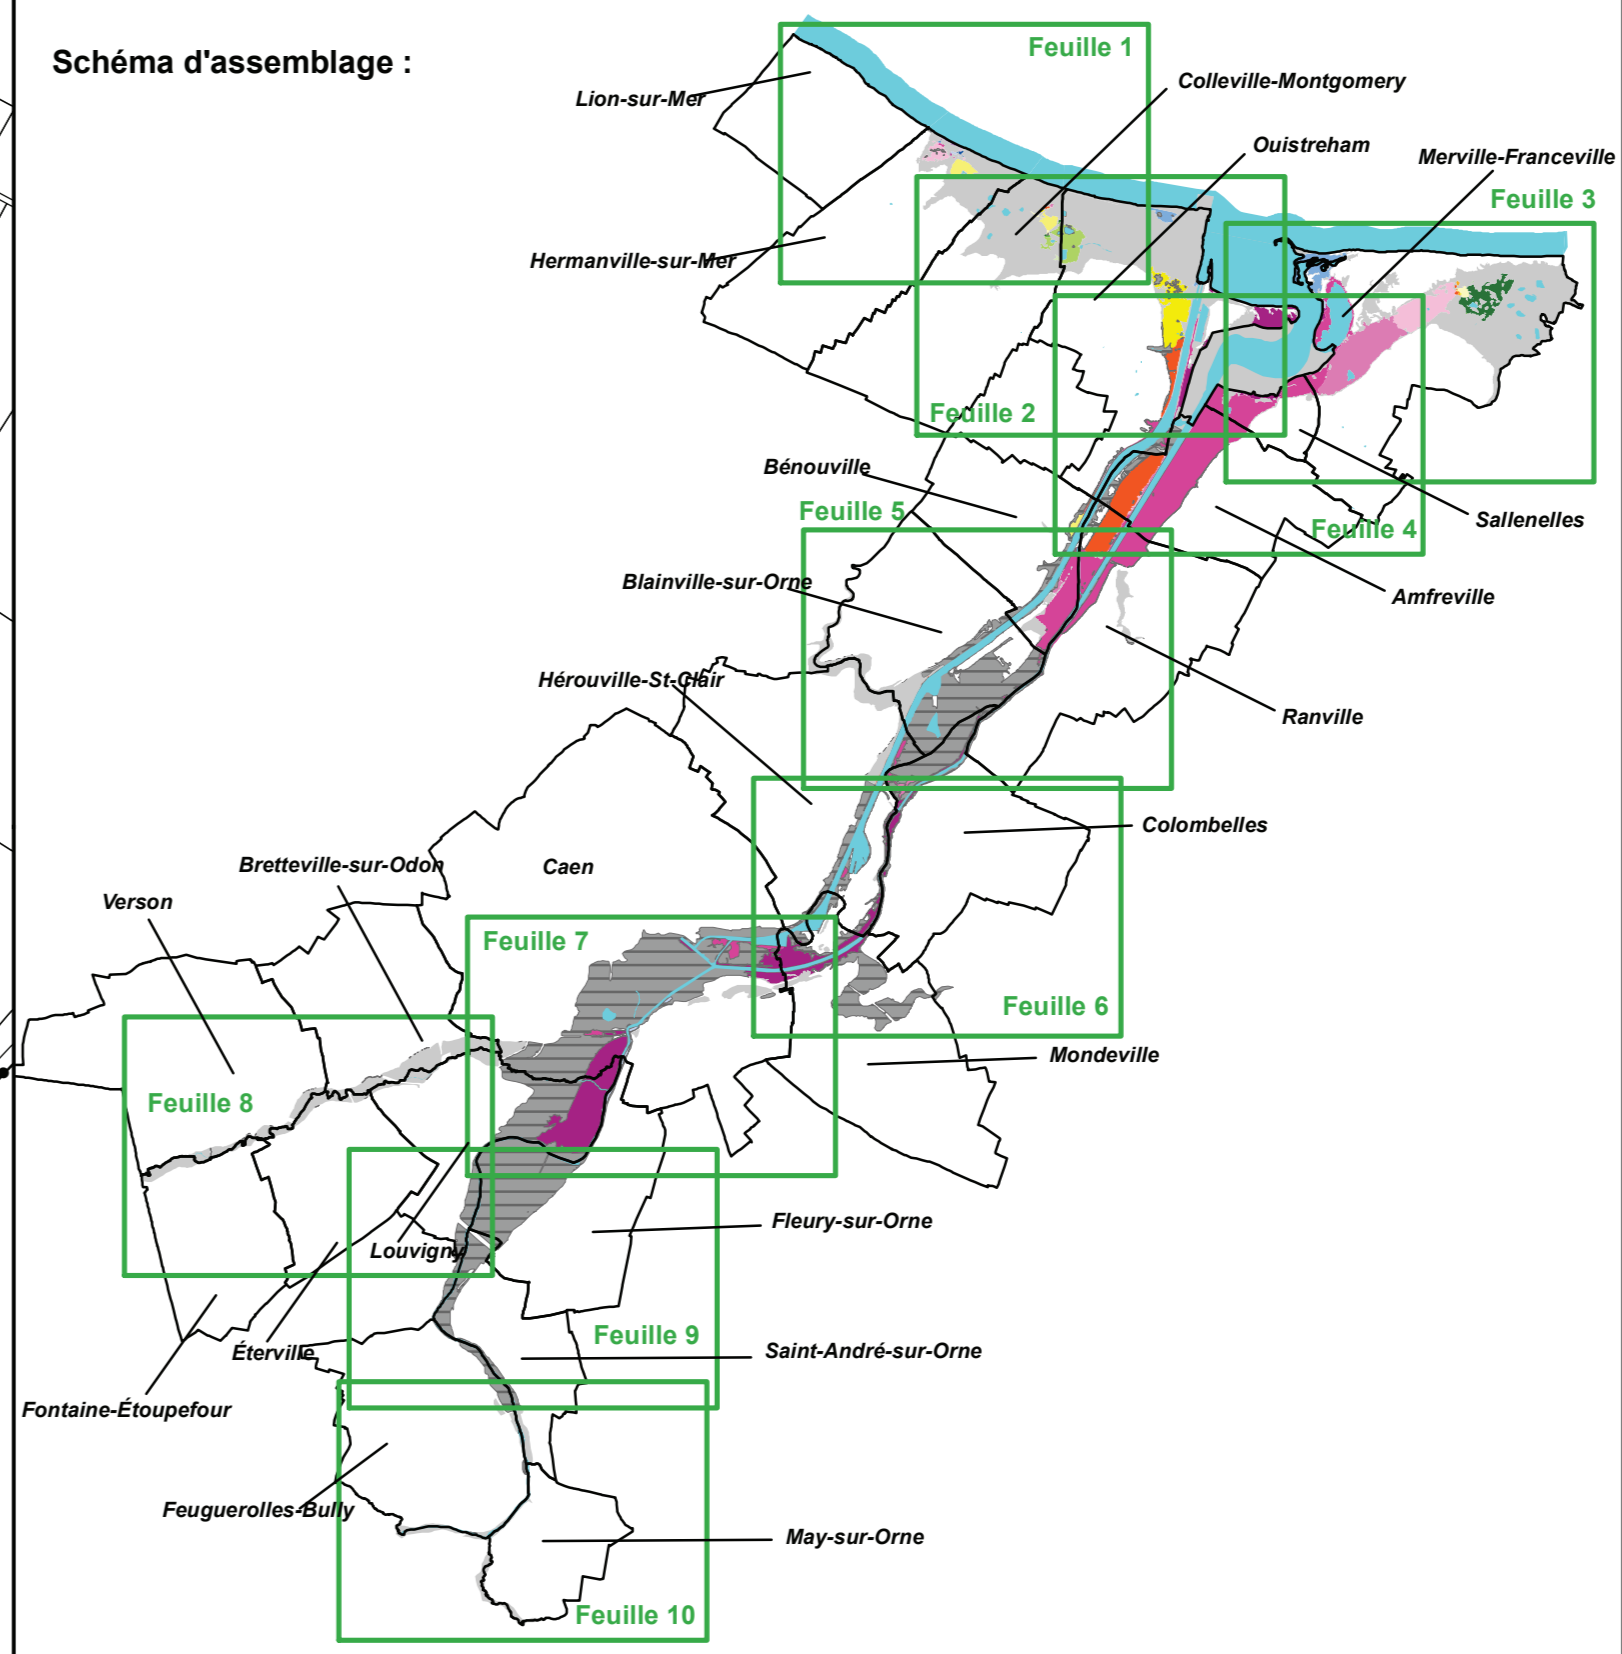 Schéma d'assemblage :
Feuille 1
Colleville-Montgomery
Lion-sur-Mer
Ouistreham
Merville-Franceville
Feuille 3
Hermanville-sur-Mer
Feuille 2
Bénouville
Feuille 5
Sallenelles
Feuille 4
Blainville-sur-Orne
Amfreville
Hérouville-St-Clair
Ranville
Colombelles
Bretteville-sur-Odon
Caen
Verson
Feuille 7
Feuille 6
Mondeville
Feuille 8
Fleury-sur-Orne
Louvigny
Feuille 9
Éterville
Saint-André-sur-Orne
Fontaine-Étoupefour
Feuguerolles-Bully
May-sur-Orne
Feuille 10